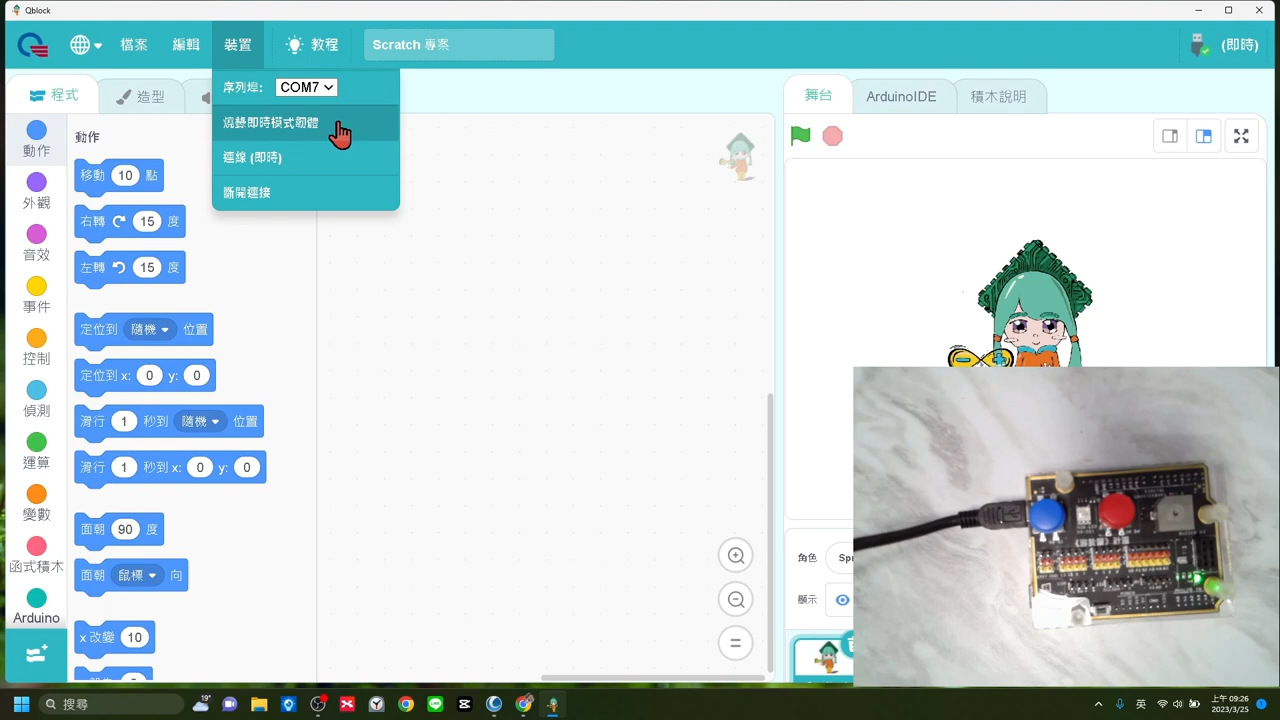 Qblock
檔案
編輯
裝置
教程
Scratch 專案
(即時)
序列埠:
COM7
燒錄即時模式韌體
連線 (即時)
斷開連接
程式
造型
舞台
ArduinoIDE
積木說明
動作
外觀
音效
事件
控制
偵測
運算
變數
函式積木
Arduino
動作
移動 10 點
右轉 15 度
左轉 15 度
定位到 隨機 位置
定位到 x: 0 y: 0
滑行 1 秒到 隨機 位置
滑行 1 秒到 x: 0 y: 0
面朝 90 度
面朝 鼠標 向
x 改變 10
角色
Spr
顯示
搜尋
19°
英
上午 09:26
2023/3/25